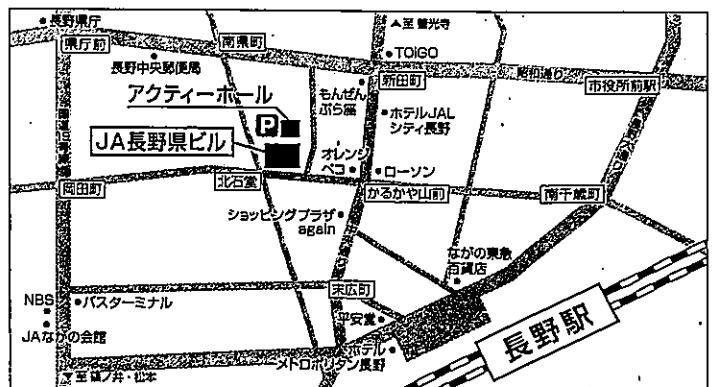 長野県庁
南県町
▲至 善光寺
TOiGO
県庁前
長野中央郵便局
新田町
昭和通り
市役所前駅
アクティーホール
もんぜん
ぷら座
P
ホテルJAL
シティ長野
JA長野県ビル
オレンジ
ペコ
ローソン
岡田町
北石堂
かるかや山前
南千歳町
ショッピングプラザ
again
ながの東急
百貨店
末広町
NBS
バスターミナル
平安堂
長野駅
JAながの会館
ホテル
メトロポリタン長野
▼至 篠ノ井・松本